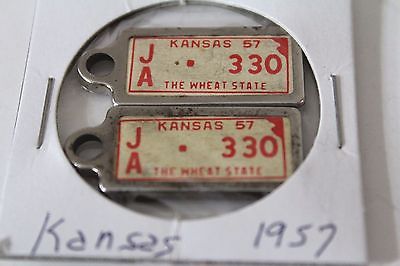 KANSAS 57
JA · 330
THE WHEAT STATE
KANSAS 57
JA · 330
THE WHEAT STATE
Kansas 1957